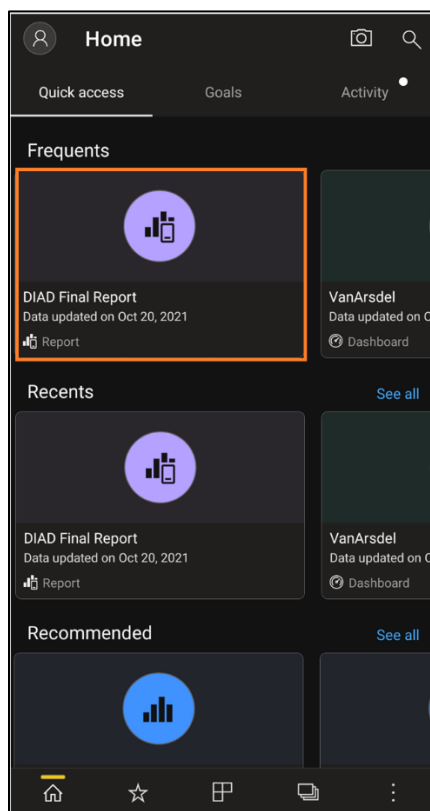 Home
Quick access Goals Activity
Frequents
DIAD Final Report VanArsdel
Data updated on Oct 20, 2021 Data updated on
Report Dashboard
Recents See all
DIAD Final Report VanArsdel
Data updated on Oct 20, 2021 Data updated on
Report Dashboard
Recommended See all